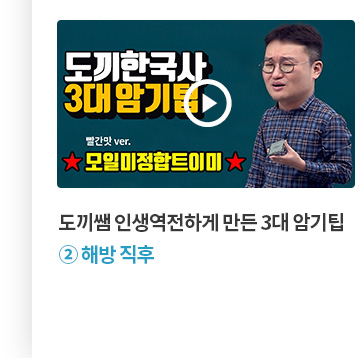 도끼한국사
3대 암기팁
빨간맛 ver.
★ 모일미정합트이미 ★
도끼쌤 인생역전하게 만든 3대 암기팁
② 해방 직후